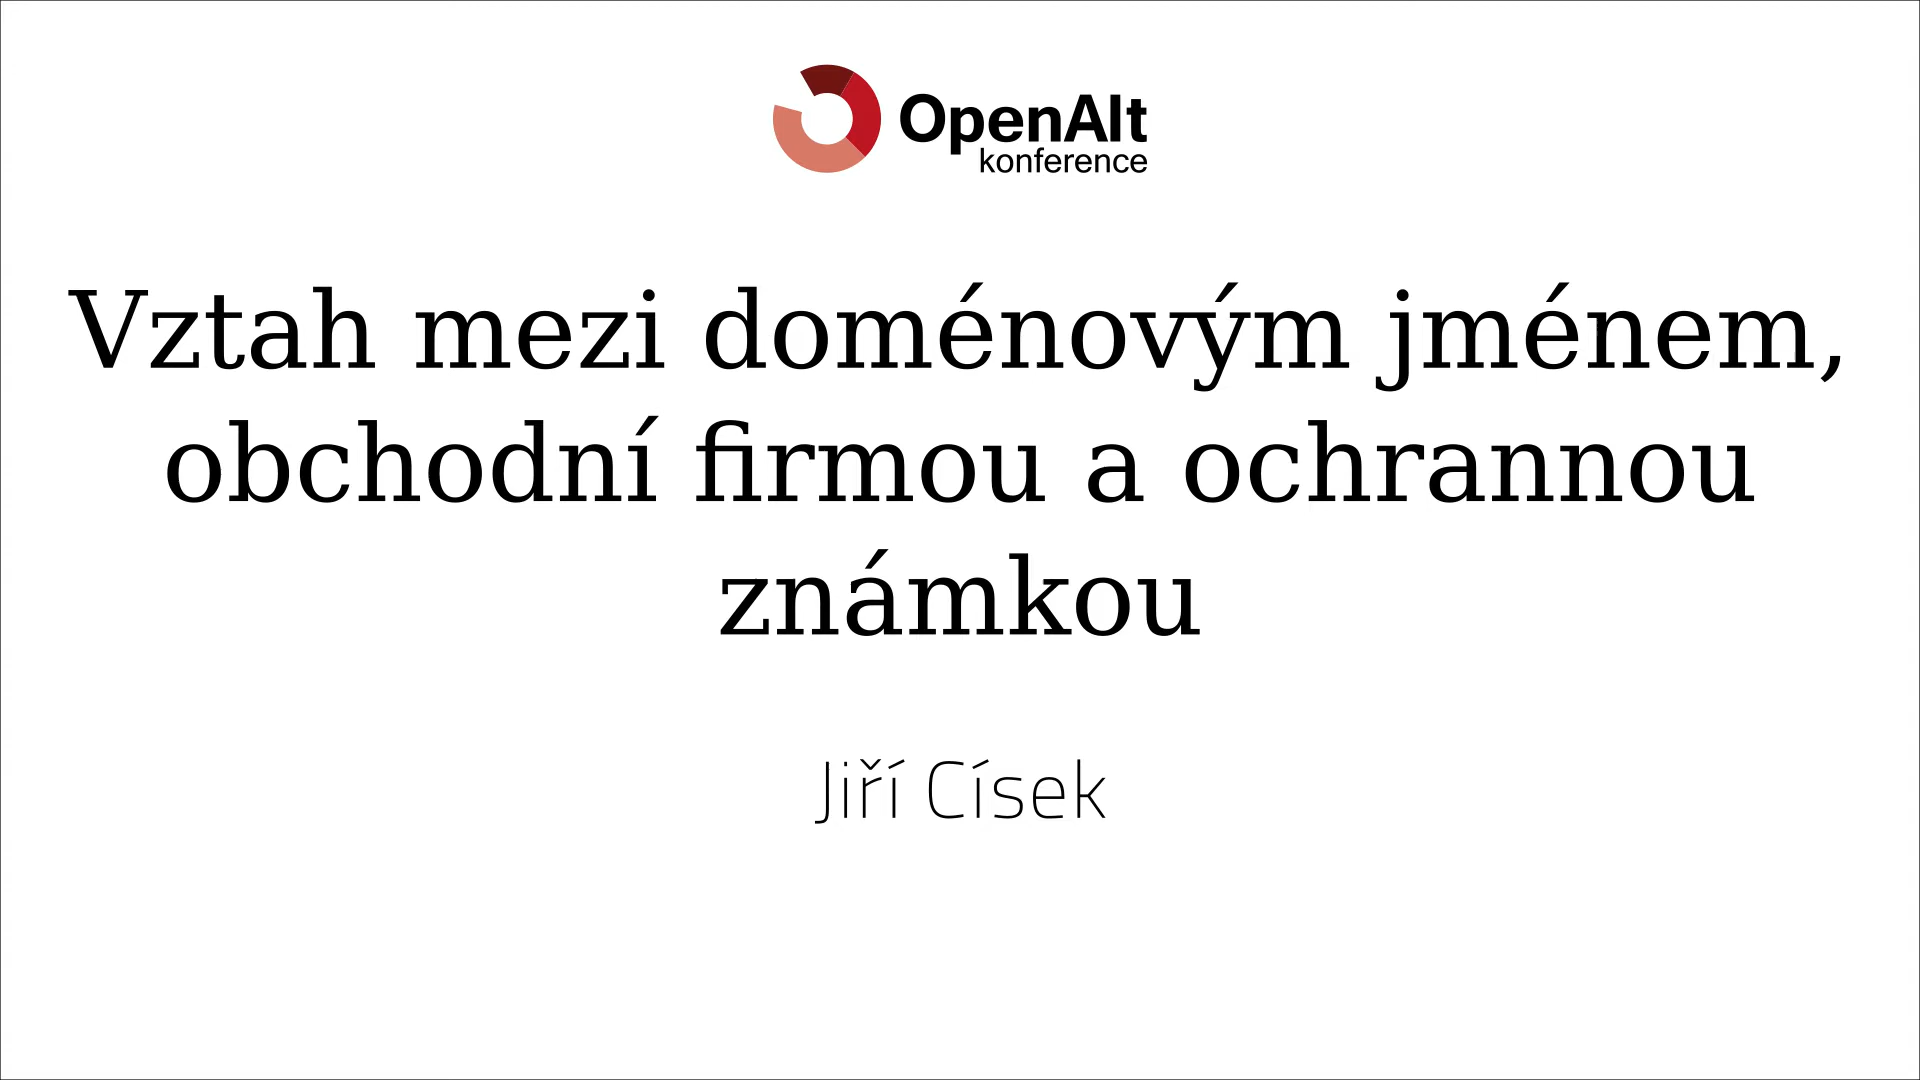 OpenAlt
konference
Vztah mezi doménovým jménem,
obchodní firmou a ochrannou
známkou
Jiří Císek